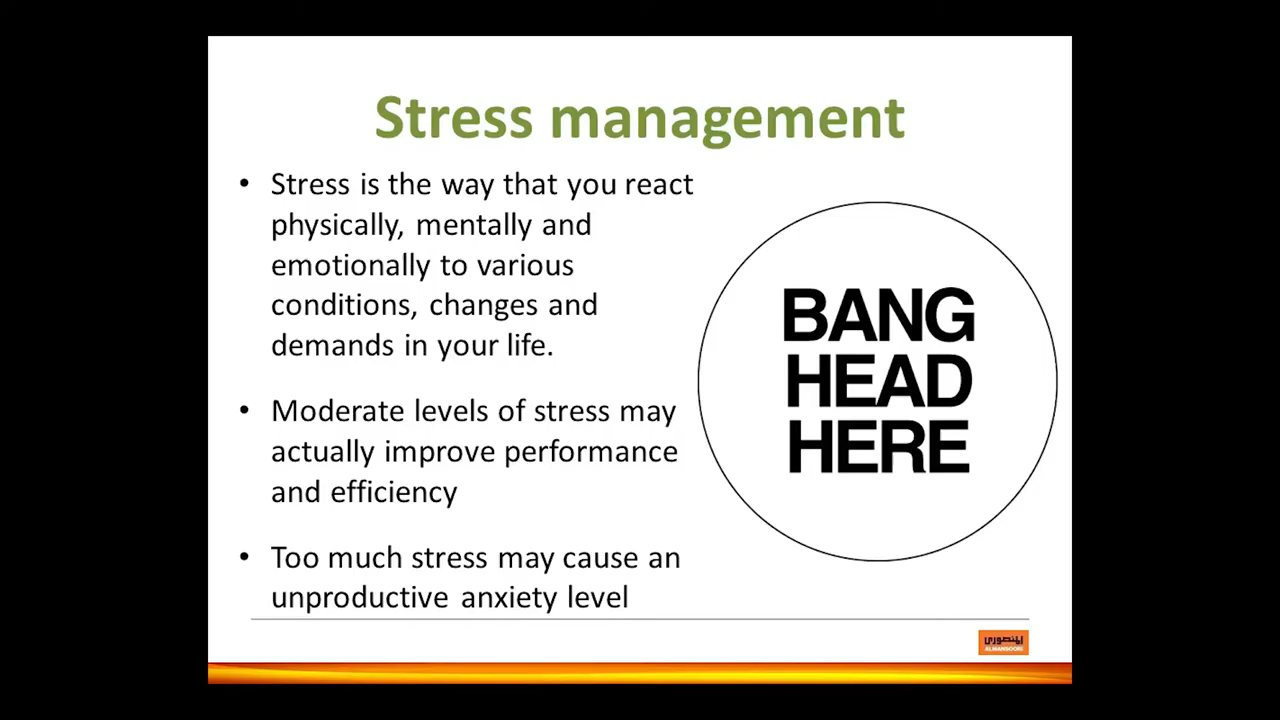 Stress management
• Stress is the way that you react
physically, mentally and
emotionally to various
conditions, changes and
demands in your life.
• Moderate levels of stress may
actually improve performance
and efficiency
• Too much stress may cause an
unproductive anxiety level
BANG
HEAD
HERE
المنصوري
ALMANSOORI